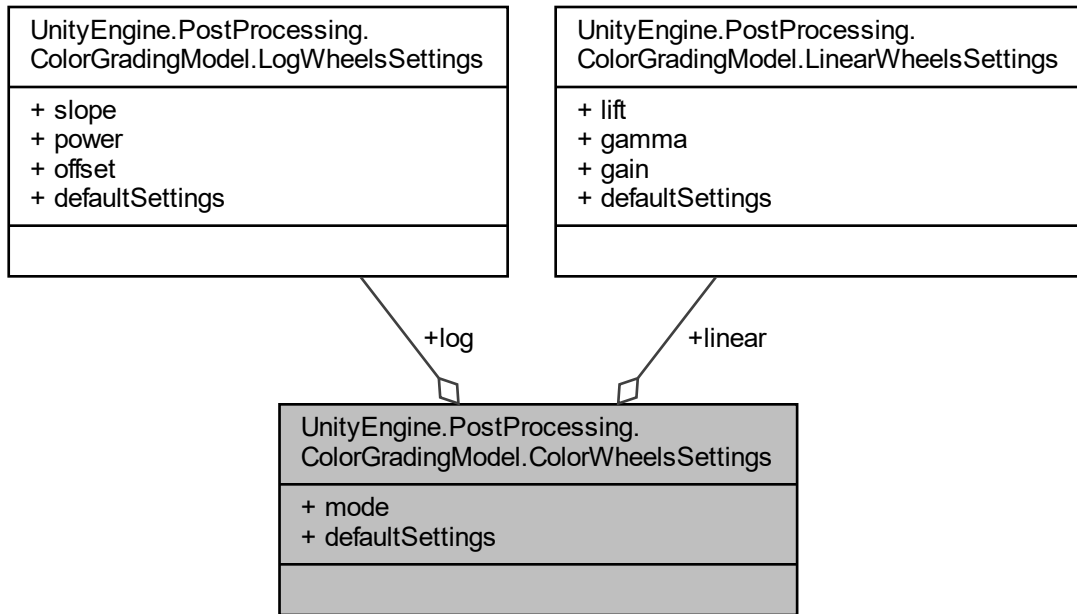 UnityEngine.PostProcessing.
ColorGradingModel.LogWheelsSettings
+ slope
+ power
+ offset
+ defaultSettings
UnityEngine.PostProcessing.
ColorGradingModel.LinearWheelsSettings
+ lift
+ gamma
+ gain
+ defaultSettings
+log
+linear
UnityEngine.PostProcessing.
ColorGradingModel.ColorWheelsSettings
+ mode
+ defaultSettings